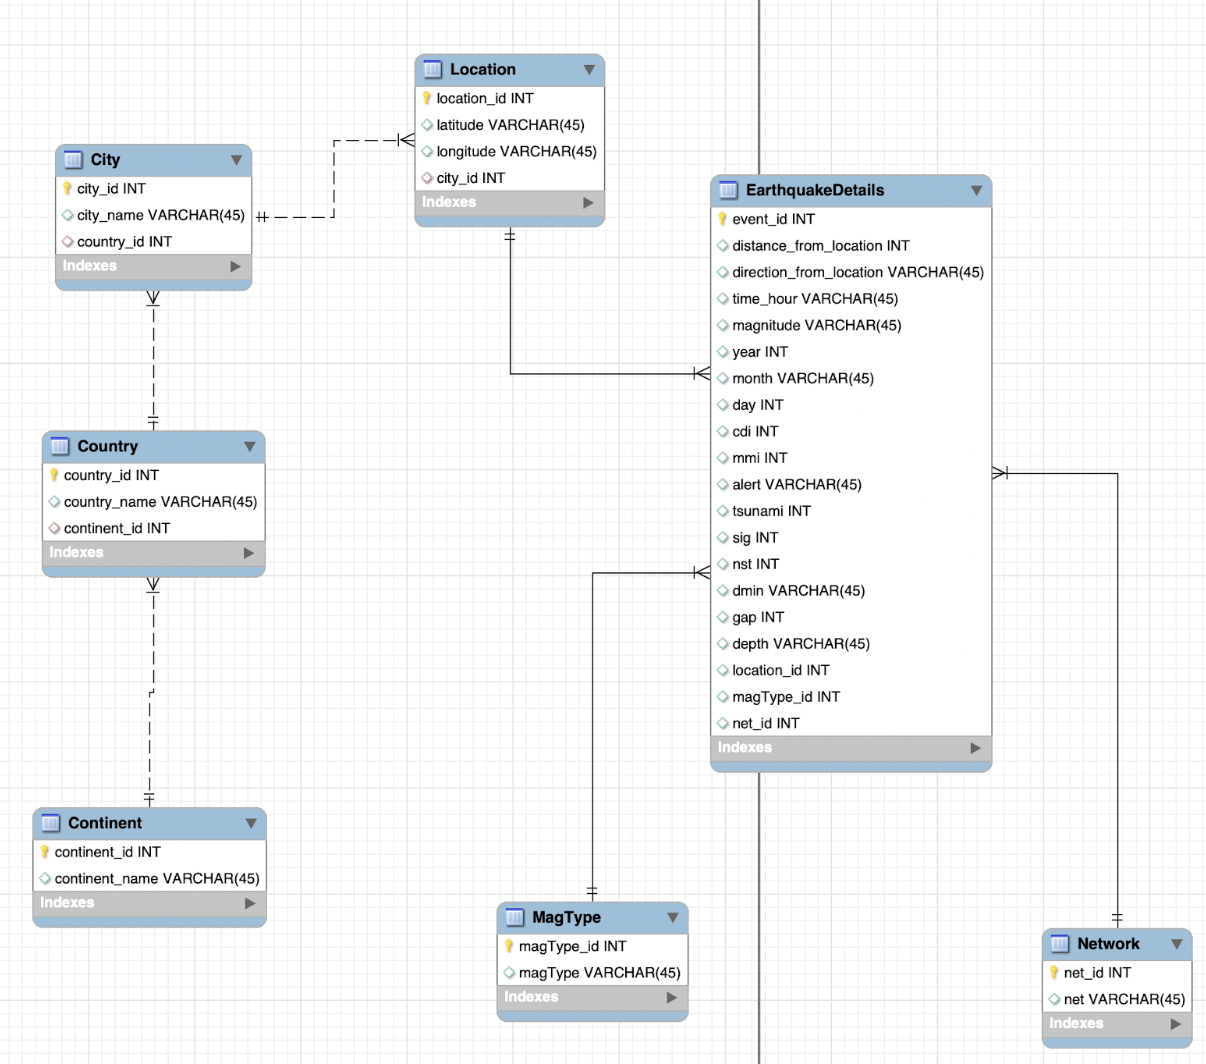 Location
location_id INT
latitude VARCHAR(45)
longitude VARCHAR(45)
city_id INT
Indexes
City
city_id INT
city_name VARCHAR(45)
country_id INT
Indexes
EarthquakeDetails
event_id INT
distance_from_location INT
direction_from_location VARCHAR(45)
time_hour VARCHAR(45)
magnitude VARCHAR(45)
year INT
month VARCHAR(45)
day INT
cdi INT
mmi INT
alert VARCHAR(45)
tsunami INT
sig INT
nst INT
dmin VARCHAR(45)
gap INT
depth VARCHAR(45)
location_id INT
magType_id INT
net_id INT
Indexes
Country
country_id INT
country_name VARCHAR(45)
continent_id INT
Indexes
Continent
continent_id INT
continent_name VARCHAR(45)
Indexes
MagType
magType_id INT
magType VARCHAR(45)
Indexes
Network
net_id INT
net VARCHAR(45)
Indexes